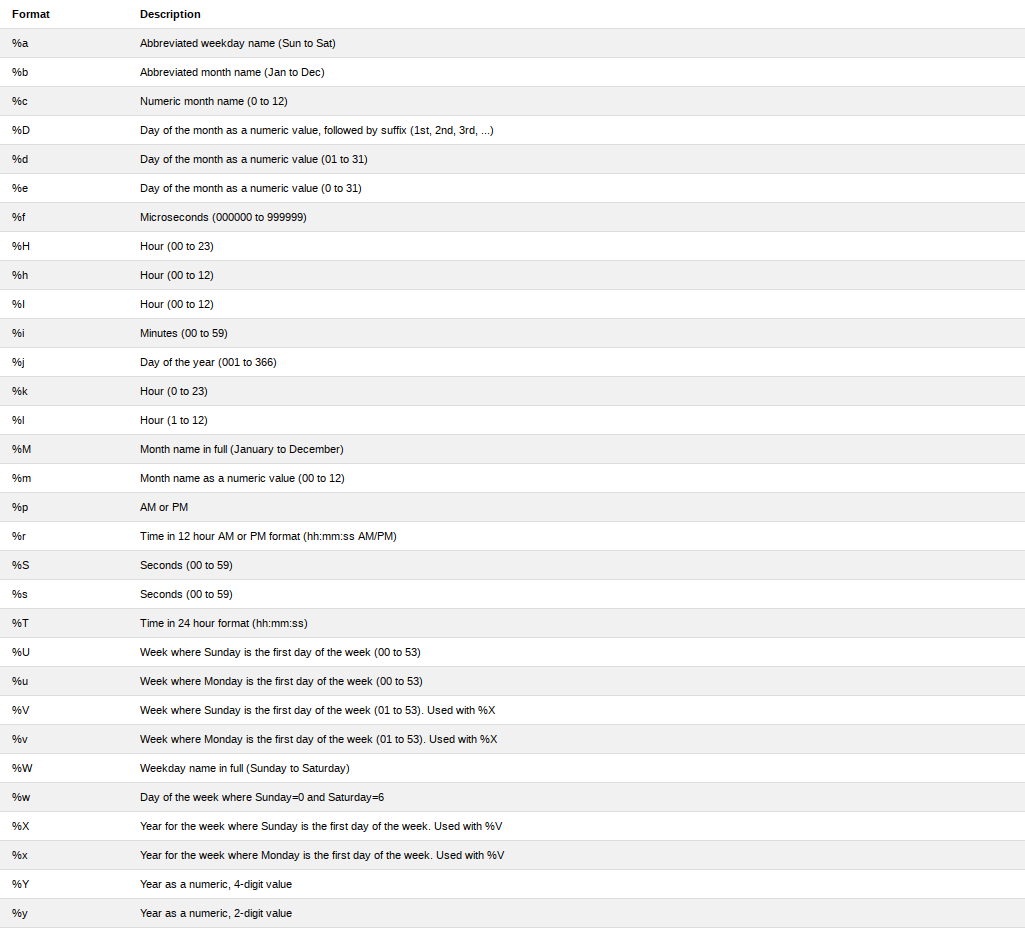 Format Description
%a Abbreviated weekday name (Sun to Sat)
%b Abbreviated month name (Jan to Dec)
%c Numeric month name (0 to 12)
%D Day of the month as a numeric value, followed by suffix (1st, 2nd, 3rd, ...)
%d Day of the month as a numeric value (01 to 31)
%e Day of the month as a numeric value (0 to 31)
%f Microseconds (000000 to 999999)
%H Hour (00 to 23)
%h Hour (00 to 12)
%I Hour (00 to 12)
%i Minutes (00 to 59)
%j Day of the year (001 to 366)
%k Hour (0 to 23)
%l Hour (1 to 12)
%M Month name in full (January to December)
%m Month name as a numeric value (00 to 12)
%p AM or PM
%r Time in 12 hour AM or PM format (hh:mm:ss AM/PM)
%S Seconds (00 to 59)
%s Seconds (00 to 59)
%T Time in 24 hour format (hh:mm:ss)
%U Week where Sunday is the first day of the week (00 to 53)
%u Week where Monday is the first day of the week (00 to 53)
%V Week where Sunday is the first day of the week (01 to 53). Used with %X
%v Week where Monday is the first day of the week (01 to 53). Used with %X
%W Weekday name in full (Sunday to Saturday)
%w Day of the week where Sunday=0 and Saturday=6
%X Year for the week where Sunday is the first day of the week. Used with %V
%x Year for the week where Monday is the first day of the week. Used with %V
%Y Year as a numeric, 4-digit value
%y Year as a numeric, 2-digit value